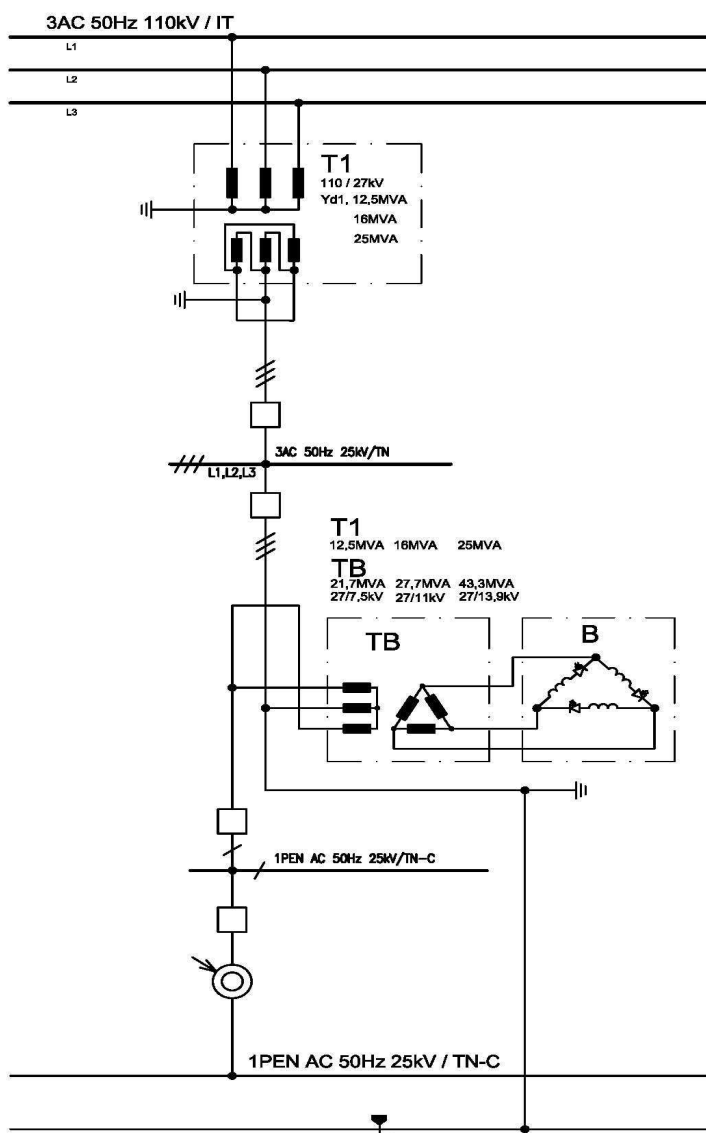 3AC 50Hz 110kV / IT
L1
L2
L3
T1
110 / 27kV
Yd1, 12,5MVA
16MVA
25MVA
3AC 50Hz 25kV/TN
L1,L2,L3
T1
12,5MVA 16MVA 25MVA
TB
21,7MVA 27,7MVA 43,3MVA
27/7,5kV 27/11kV 27/13,9kV
TB
B
1PEN AC 50Hz 25kV/TN-C
1PEN AC 50Hz 25kV / TN-C